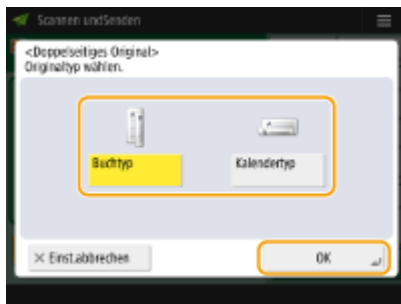 Scannen undSenden
<Doppelseitiges Original>
Originaltyp wählen.
Buchtyp
Kalendertyp
× Einst.abbrechen
OK